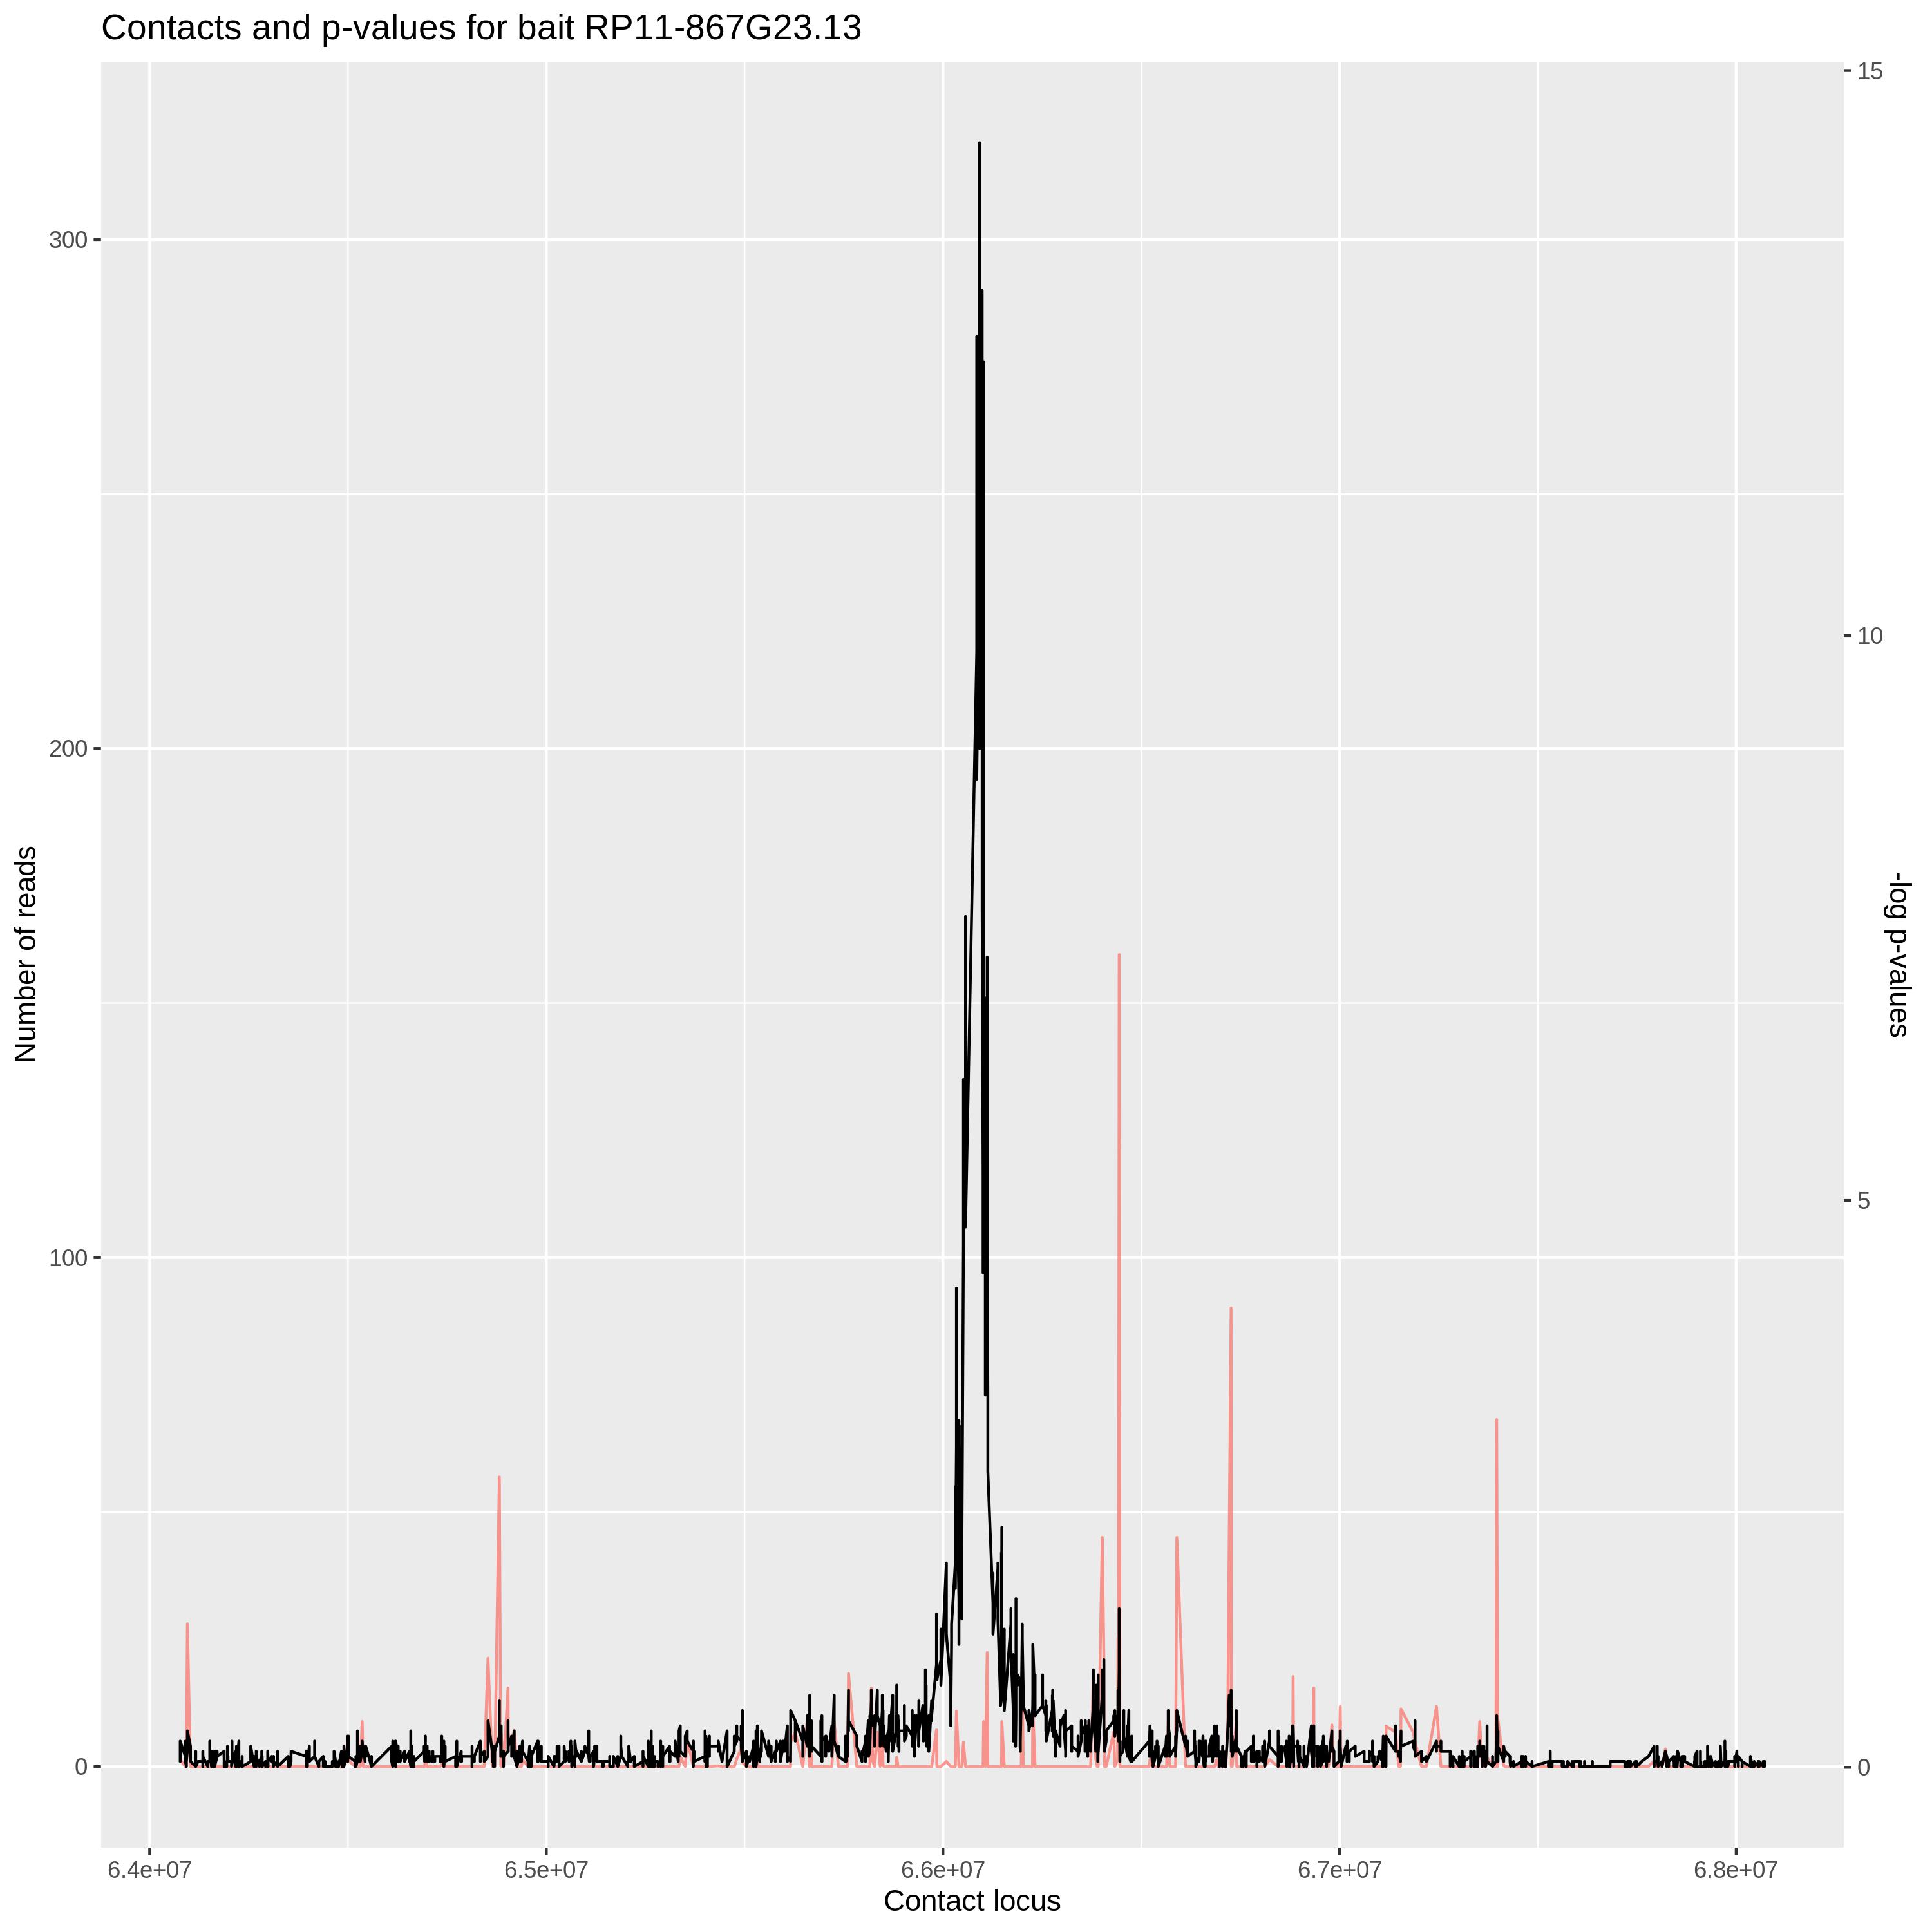 Contacts and p-values for bait RP11-867G23.13
300
200
100
0
Number of reads
15
10
5
0
-log p-values
6.4e+07 6.5e+07 6.6e+07 6.7e+07 6.8e+07
Contact locus